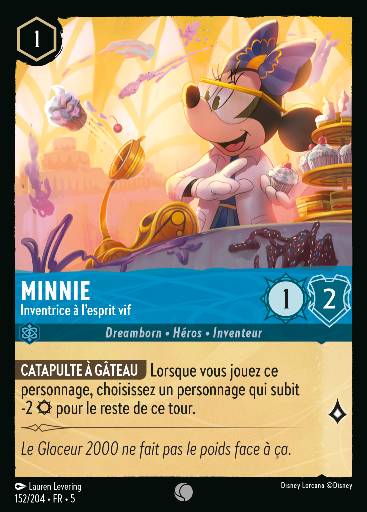 1
MINNIE
Inventrice à l'esprit vif
1
2
Dreamborn • Héros • Inventeur
CATAPULTE À GÂTEAU Lorsque vous jouez ce
personnage, choisissez un personnage qui subit
-2 pour le reste de ce tour.
Le Glaceur 2000 ne fait pas le poids face à ça.
Lauren Levering
Disney Lorcana ©Disney
152/204 • FR • 5